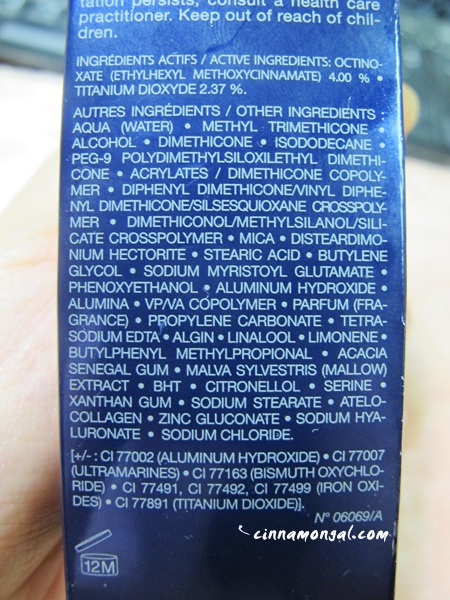 tation persists, consult a health care
practitioner. Keep out of reach of chil-
dren.
INGRÉDIENTS ACTIFS / ACTIVE INGREDIENTS: OCTINO-
XATE (ETHYLHEXYL METHOXYCINNAMATE) 4.00 % •
TITANIUM DIOXYDE 2.37 %.
AUTRES INGRÉDIENTS / OTHER INGREDIENTS :
AQUA (WATER) • METHYL TRIMETHICONE •
ALCOHOL • DIMETHICONE • ISODODECANE •
PEG-9 POLYDIMETHYLSILOXILETHYL DIMETHI-
CONE • ACRYLATES / DIMETHICONE COPOLY-
MER • DIPHENYL DIMETHICONE/VINYL DIPHE-
NYL DIMETHICONE/SILSESQUIOXANE CROSSPOLY-
MER • DIMETHICONOL/METHYLSILANOL/SILI-
CATE CROSSPOLYMER • MICA • DISTEARDIMO-
NIUM HECTORITE • STEARIC ACID • BUTYLENE
GLYCOL • SODIUM MYRISTOYL GLUTAMATE •
PHENOXYETHANOL • ALUMINUM HYDROXIDE •
ALUMINA • VP/VA COPOLYMER • PARFUM (FRA-
GRANCE) • PROPYLENE CARBONATE • TETRA-
SODIUM EDTA • ALGIN • LINALOOL • LIMONENE •
BUTYLPHENYL METHYLPROPIONAL • ACACIA
SENEGAL GUM • MALVA SYLVESTRIS (MALLOW)
EXTRACT • BHT • CITRONELLOL • SERINE •
XANTHAN GUM • SODIUM STEARATE • ATELO-
COLLAGEN • ZINC GLUCONATE • SODIUM HYA-
LURONATE • SODIUM CHLORIDE.
[+/- : CI 77002 (ALUMINUM HYDROXIDE) • CI 77007
(ULTRAMARINES) • CI 77163 (BISMUTH OXYCHLO-
RIDE) • CI 77491, CI 77492, CI 77499 (IRON OXI-
DES) • CI 77891 (TITANIUM DIOXIDE)].
N° 06069/A
cinnamongal.com
12M